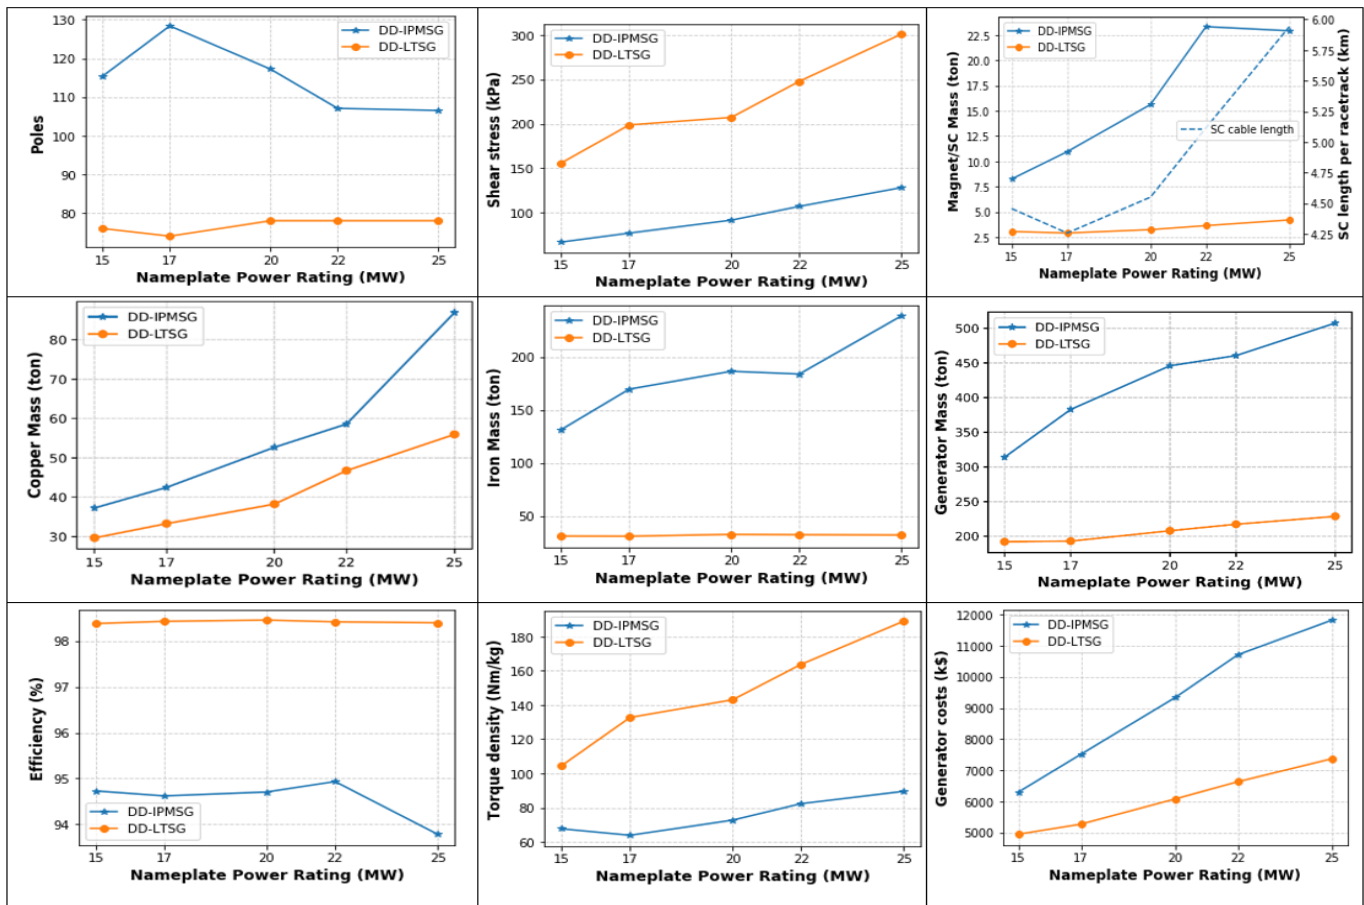 130
120
110
100
90
80
Poles
DD-IPMSG
DD-LTSG
15 17 20 22 25
Nameplate Power Rating (MW)
300
250
200
150
100
Shear stress (kPa)
DD-IPMSG
DD-LTSG
15 17 20 22 25
Nameplate Power Rating (MW)
22.5
20.0
17.5
15.0
12.5
10.0
7.5
5.0
2.5
Magnet/SC Mass (ton)
DD-IPMSG
DD-LTSG
SC cable length
6.00
5.75
5.50
5.25
5.00
4.75
4.50
4.25
SC length per racetrack (km)
15 17 20 22 25
Nameplate Power Rating (MW)
80
70
60
50
40
30
Copper Mass (ton)
DD-IPMSG
DD-LTSG
15 17 20 22 25
Nameplate Power Rating (MW)
200
150
100
50
Iron Mass (ton)
DD-IPMSG
DD-LTSG
15 17 20 22 25
Nameplate Power Rating (MW)
500
450
400
350
300
250
200
Generator Mass (ton)
DD-IPMSG
DD-LTSG
15 17 20 22 25
Nameplate Power Rating (MW)
98
97
96
95
94
Efficiency (%)
DD-IPMSG
DD-LTSG
15 17 20 22 25
Nameplate Power Rating (MW)
180
160
140
120
100
80
60
Torque density (Nm/kg)
DD-IPMSG
DD-LTSG
15 17 20 22 25
Nameplate Power Rating (MW)
12000
11000
10000
9000
8000
7000
6000
5000
Generator costs (k$)
DD-IPMSG
DD-LTSG
15 17 20 22 25
Nameplate Power Rating (MW)